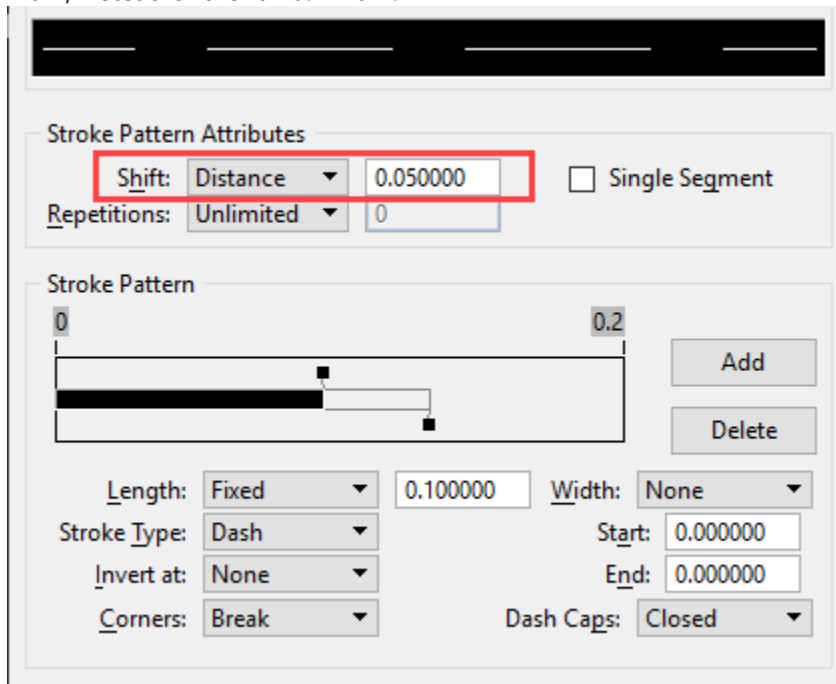 Stroke Pattern Attributes
Shift: Distance 0.050000 Single Segment
Repetitions: Unlimited 0
Stroke Pattern
0 0.2
Add
Delete
Length: Fixed 0.100000 Width: None
Stroke Type: Dash Start: 0.000000
Invert at: None End: 0.000000
Corners: Break Dash Caps: Closed